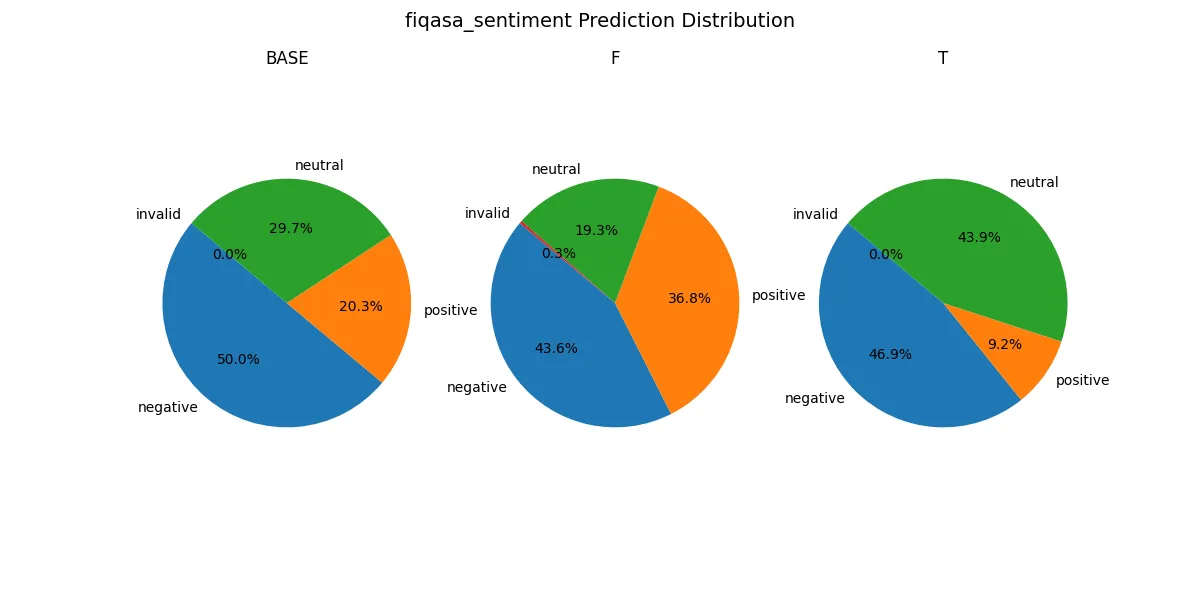 fiqasa_sentiment Prediction Distribution
BASE
neutral
invalid
29.7%
0.0%
20.3%
positive
50.0%
negative
F
neutral
invalid
19.3%
0.3%
36.8%
positive
43.6%
negative
T
neutral
invalid
43.9%
0.0%
9.2%
46.9%
positive
negative